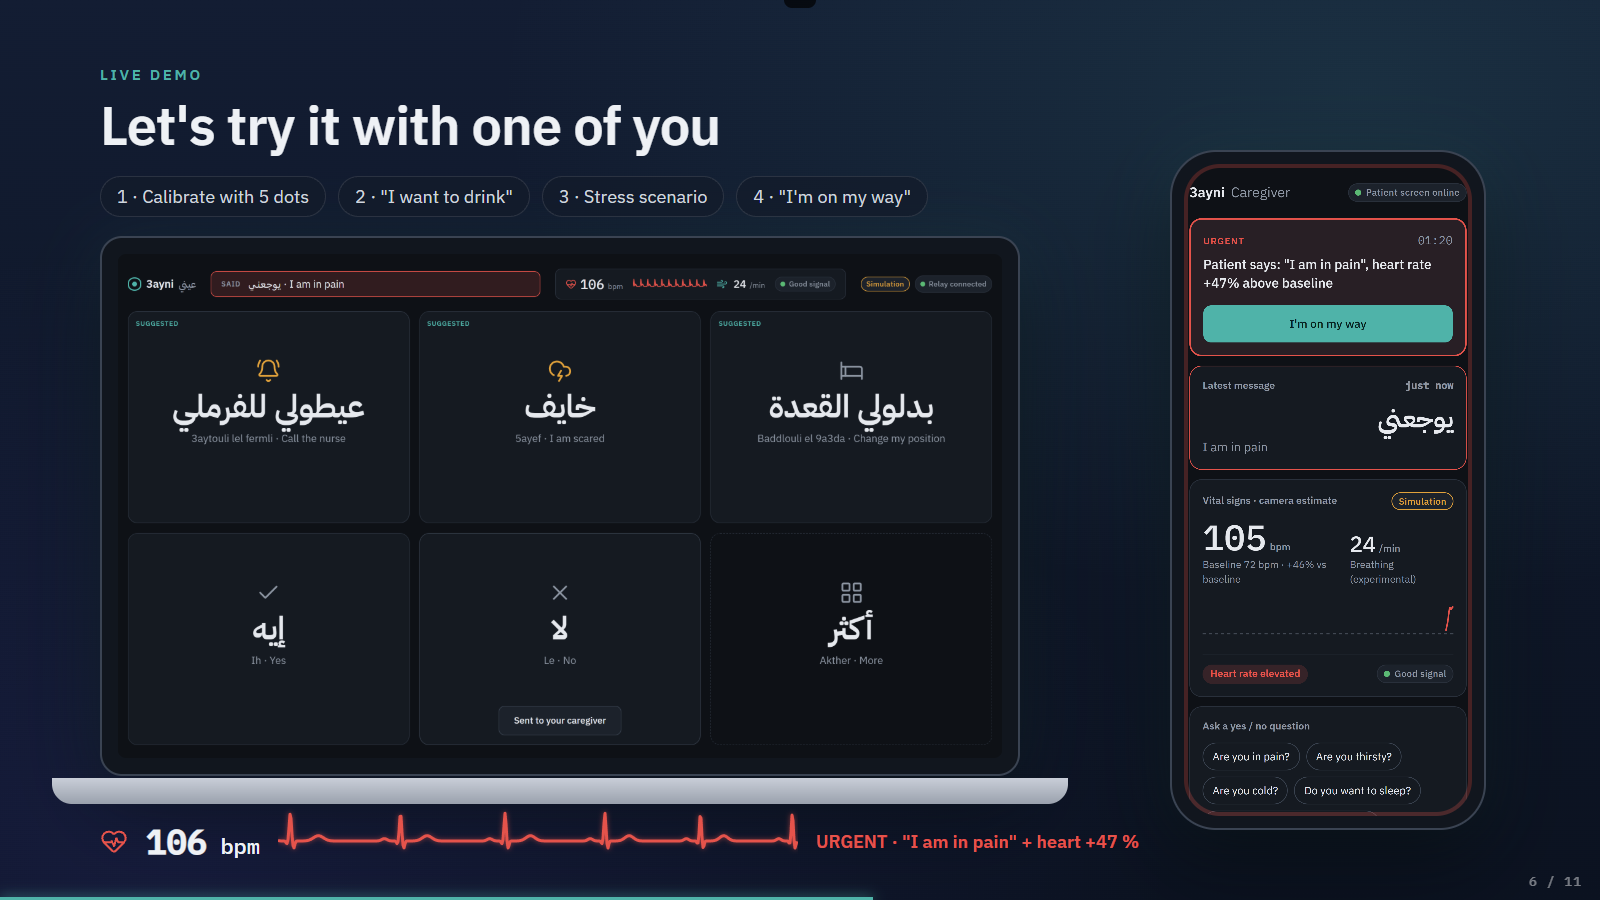 LIVE DEMO
Let's try it with one of you
1 · Calibrate with 5 dots
2 · "I want to drink"
3 · Stress scenario
4 · "I'm on my way"
3ayni عيني
SAID يوجعني · I am in pain
106 bpm
24 /min
Good signal
Simulation
Relay connected
SUGGESTED
عيطولي للفرملي
3aytouli lel fermli · Call the nurse
SUGGESTED
خايف
5ayef · I am scared
SUGGESTED
بدلولي القعدة
Baddlouli el 9a3da · Change my position
إيه
Ih · Yes
لا
Le · No
Sent to your caregiver
أكثر
Akther · More
106 bpm
URGENT · "I am in pain" + heart +47 %
3ayni Caregiver
Patient screen online
URGENT
01:20
Patient says: "I am in pain", heart rate
+47% above baseline
I'm on my way
Latest message
just now
يوجعني
I am in pain
Vital signs · camera estimate
Simulation
105 bpm
Baseline 72 bpm · +46% vs
baseline
24 /min
Breathing
(experimental)
Heart rate elevated
Good signal
Ask a yes / no question
Are you in pain?
Are you thirsty?
Are you cold?
Do you want to sleep?
6 / 11